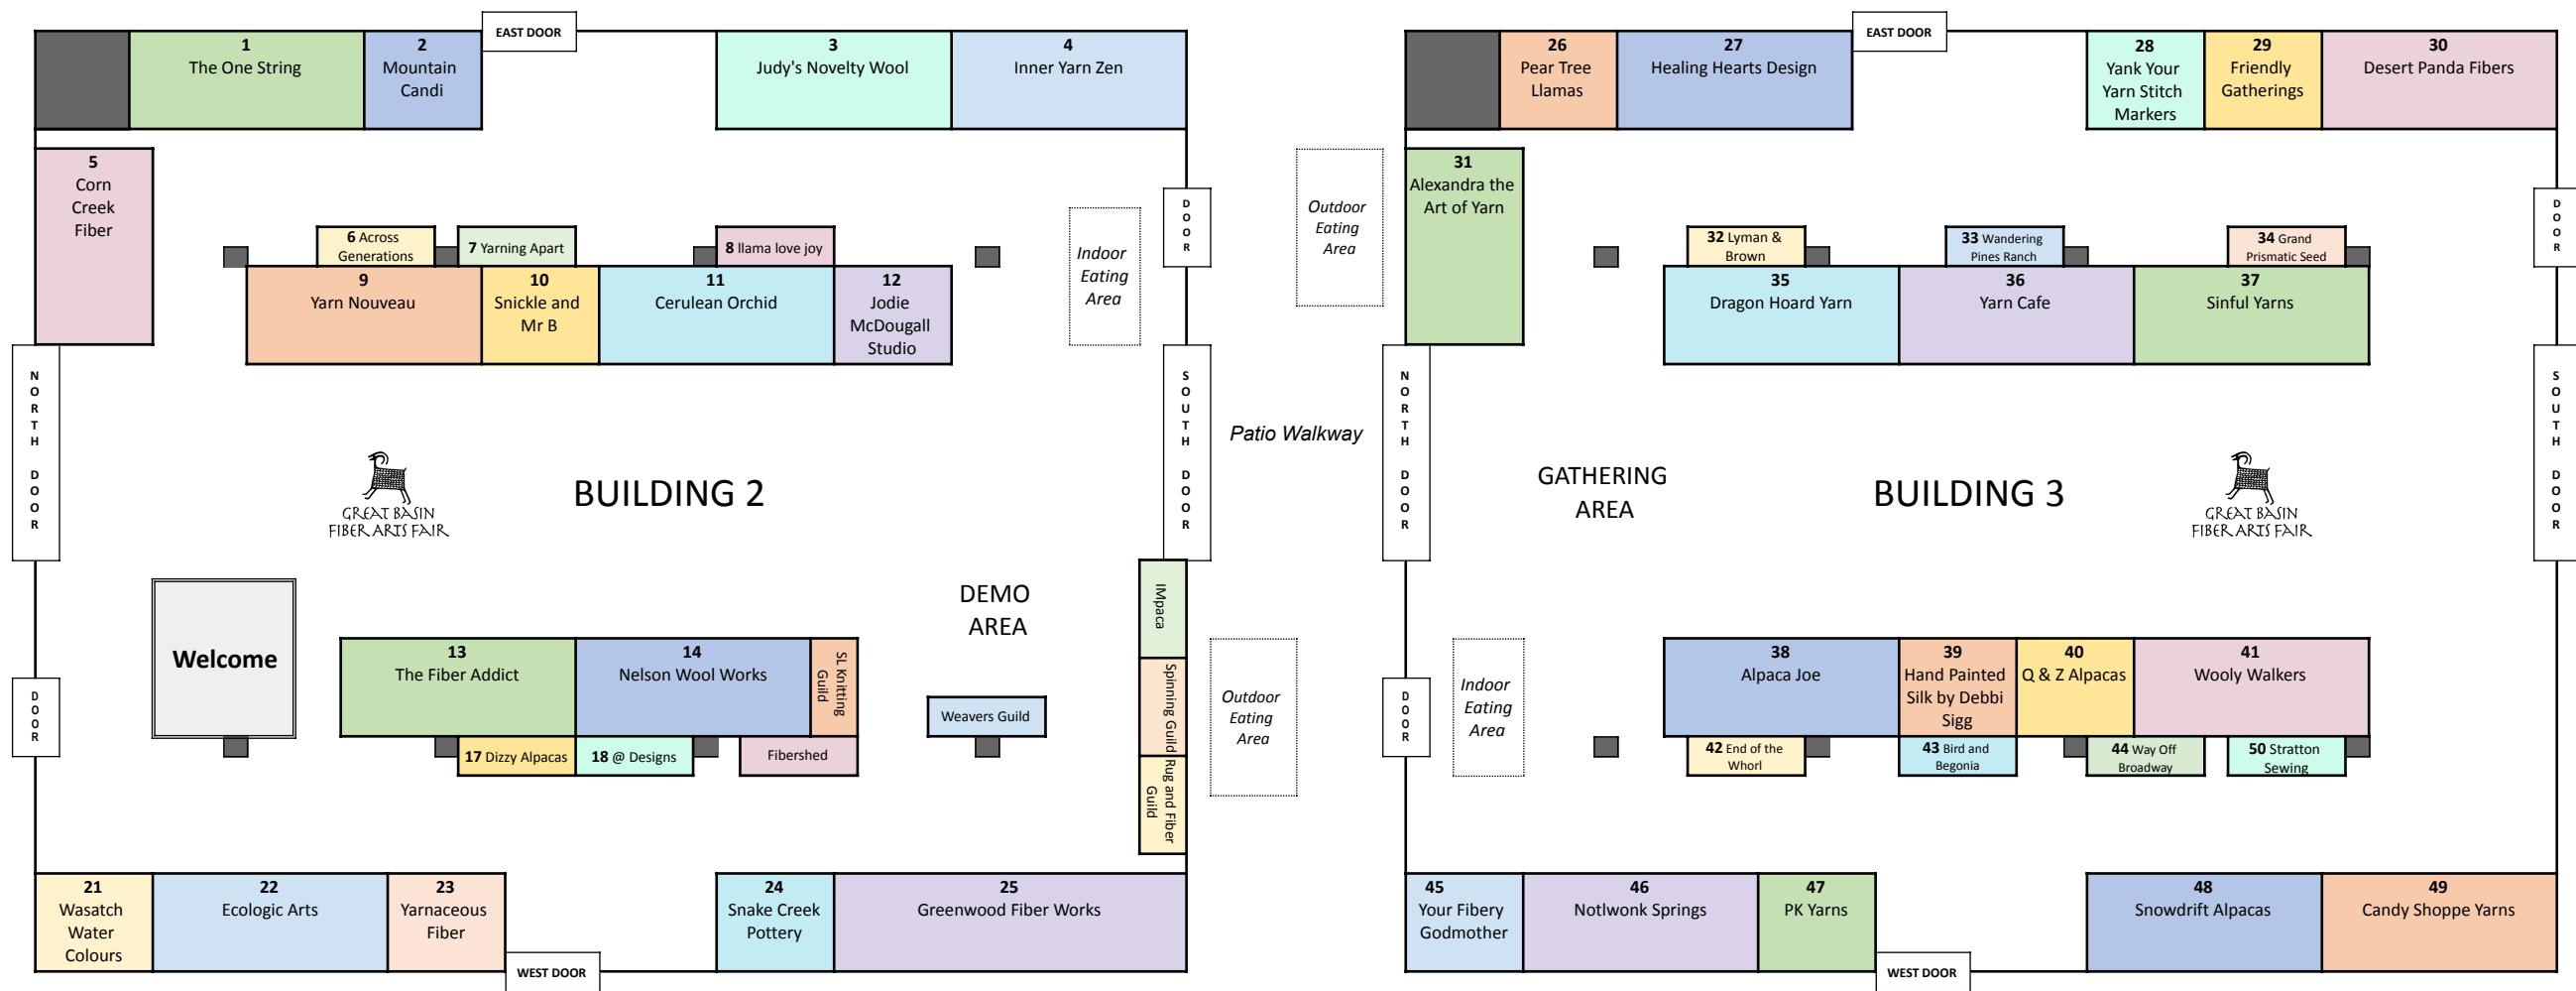 EAST DOOR
1
The One String
2
Mountain
Candi
3
Judy's Novelty Wool
4
Inner Yarn Zen
5
Corn
Creek
Fiber
6 Across
Generations
7 Yarning Apart
8 llama love joy
9
Yarn Nouveau
10
Snickle and
Mr B
11
Cerulean Orchid
12
Jodie
McDougall
Studio
Indoor
Eating
Area
DOOR
NORTH DOOR
SOUTH DOOR
GREAT BASIN
FIBER ARTS FAIR
BUILDING 2
DEMO
AREA
Welcome
DOOR
13
The Fiber Addict
14
Nelson Wool Works
SL Knitting
Guild
17 Dizzy Alpacas
18 @ Designs
Fibershed
Weavers Guild
IMpaca
Spinning Guild
Rug and Fiber
Guild
21
Wasatch
Water
Colours
22
Ecologic Arts
23
Yarnaceous
Fiber
24
Snake Creek
Pottery
25
Greenwood Fiber Works
WEST DOOR
Outdoor
Eating
Area
Patio Walkway
Outdoor
Eating
Area
EAST DOOR
26
Pear Tree
Llamas
27
Healing Hearts Design
28
Yank Your
Yarn Stitch
Markers
29
Friendly
Gatherings
30
Desert Panda Fibers
31
Alexandra the
Art of Yarn
32 Lyman &
Brown
33 Wandering
Pines Ranch
34 Grand
Prismatic Seed
35
Dragon Hoard Yarn
36
Yarn Cafe
37
Sinful Yarns
DOOR
NORTH DOOR
SOUTH DOOR
GATHERING
AREA
BUILDING 3
GREAT BASIN
FIBER ARTS FAIR
DOOR
Indoor
Eating
Area
38
Alpaca Joe
39
Hand Painted
Silk by Debbi
Sigg
40
Q & Z Alpacas
41
Wooly Walkers
42 End of the
Whorl
43 Bird and
Begonia
44 Way Off
Broadway
50 Stratton
Sewing
45
Your Fibery
Godmother
46
Notlwonk Springs
47
PK Yarns
48
Snowdrift Alpacas
49
Candy Shoppe Yarns
WEST DOOR